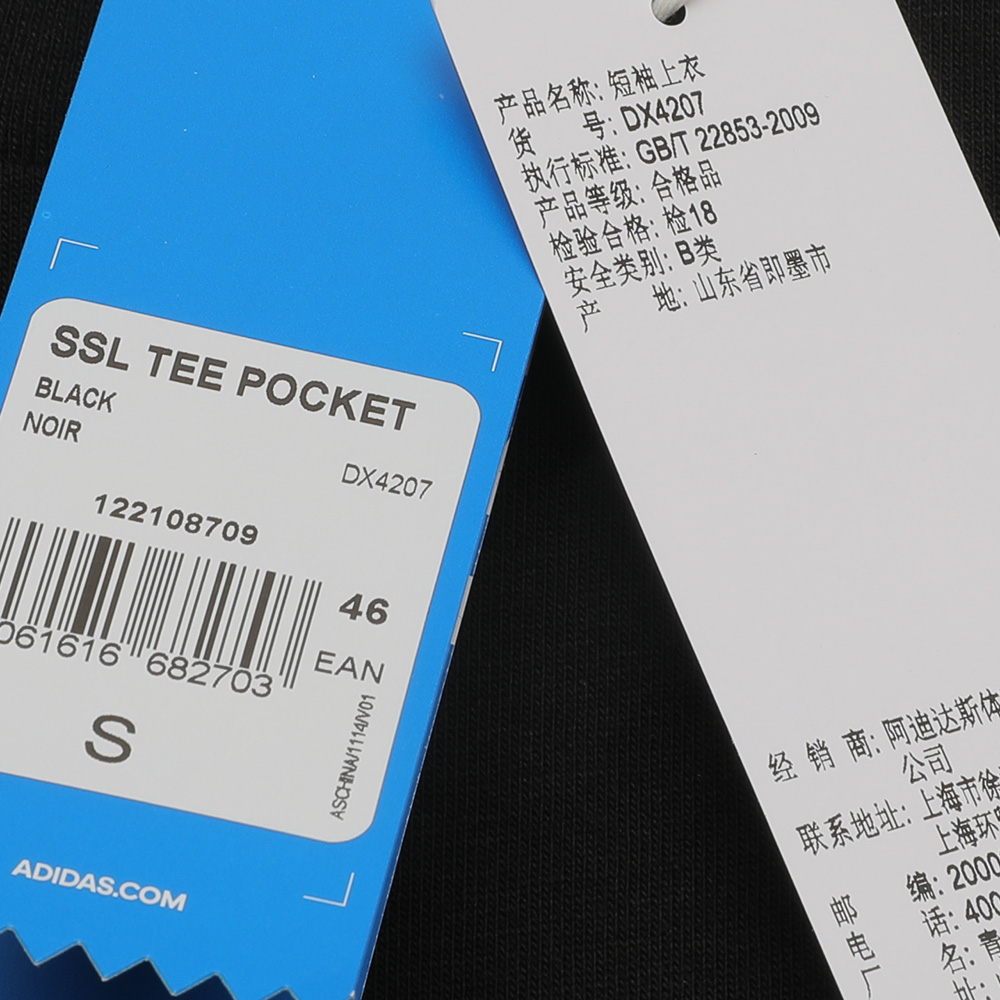 SSL TEE POCKET
BLACK
NOIR
DX4207
122108709
46
061616 682703
EAN
S
ASCHINA/1114/V01
ADIDAS.COM
产品名称: 短袖上衣
货 号: DX4207
执行标准: GB/T 22853-2009
产品等级: 合格品
检验合格: 检18
安全类别: B类
产 地: 山东省即墨市
经 销 商: 阿迪达斯体
公司
联系地址: 上海市徐
上海环
邮 编: 2000
电 话: 400
厂 名: 青
址: